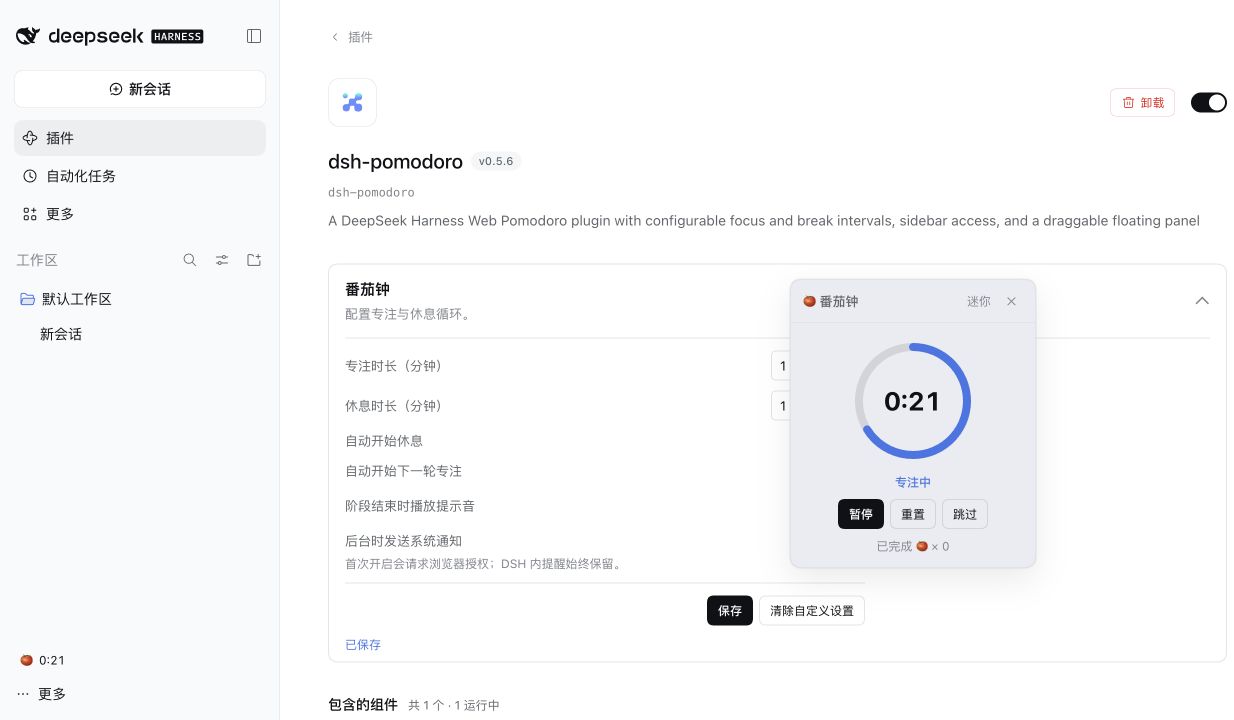 deepseek HARNESS
新会话
插件
自动化任务
更多
工作区
默认工作区
新会话
0:21
更多
插件
卸载
dsh-pomodoro v0.5.6
dsh-pomodoro
A DeepSeek Harness Web Pomodoro plugin with configurable focus and break intervals, sidebar access, and a draggable floating panel
番茄钟
配置专注与休息循环。
专注时长（分钟）
1
休息时长（分钟）
1
自动开始休息
自动开始下一轮专注
阶段结束时播放提示音
后台时发送系统通知
首次开启会请求浏览器授权；DSH 内提醒始终保留。
保存 清除自定义设置
已保存
番茄钟 迷你
0:21
专注中
暂停 重置 跳过
已完成 🍅 × 0
包含的组件 共 1 个 · 1 运行中